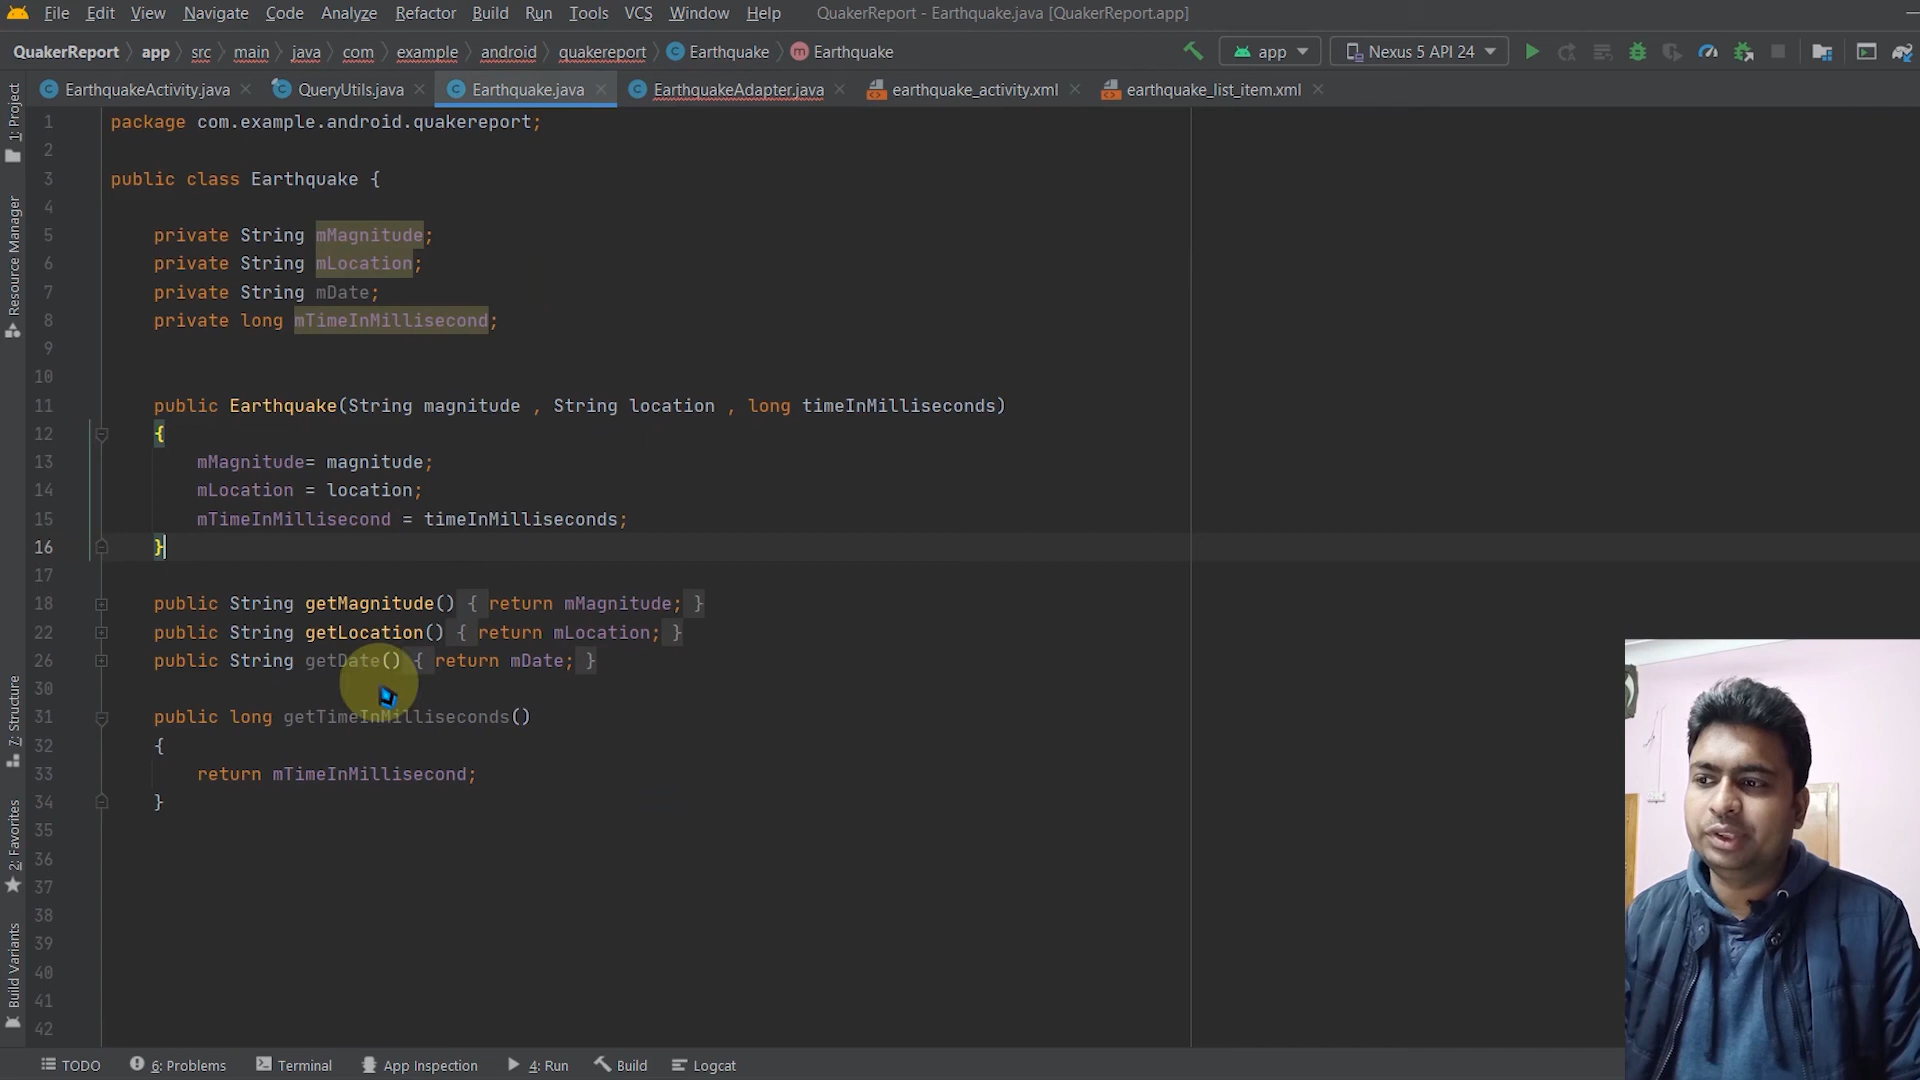 File Edit View Navigate Code Analyze Refactor Build Run Tools VCS Window Help QuakerReport - Earthquake.java [QuakerReport.app]
QuakerReport app src main java com example android quakereport Earthquake Earthquake app Nexus 5 API 24
EarthquakeActivity.java QueryUtils.java Earthquake.java EarthquakeAdapter.java earthquake_activity.xml earthquake_list_item.xml
1: Project
Resource Manager
7: Structure
2: Favorites
Build Variants
1 package com.example.android.quakereport;
2
3 public class Earthquake {
4
5 private String mMagnitude;
6 private String mLocation;
7 private String mDate;
8 private long mTimeInMillisecond;
9
10
11 public Earthquake(String magnitude , String location , long timeInMilliseconds)
12 {
13 mMagnitude= magnitude;
14 mLocation = location;
15 mTimeInMillisecond = timeInMilliseconds;
16 }
17
18 public String getMagnitude() { return mMagnitude; }
22 public String getLocation() { return mLocation; }
26 public String getDate() { return mDate; }
30
31 public long getTimeInMilliseconds()
32 {
33 return mTimeInMillisecond;
34 }
35
36
37
38
39
40
41
42
TODO 6: Problems Terminal App Inspection 4: Run Build Logcat